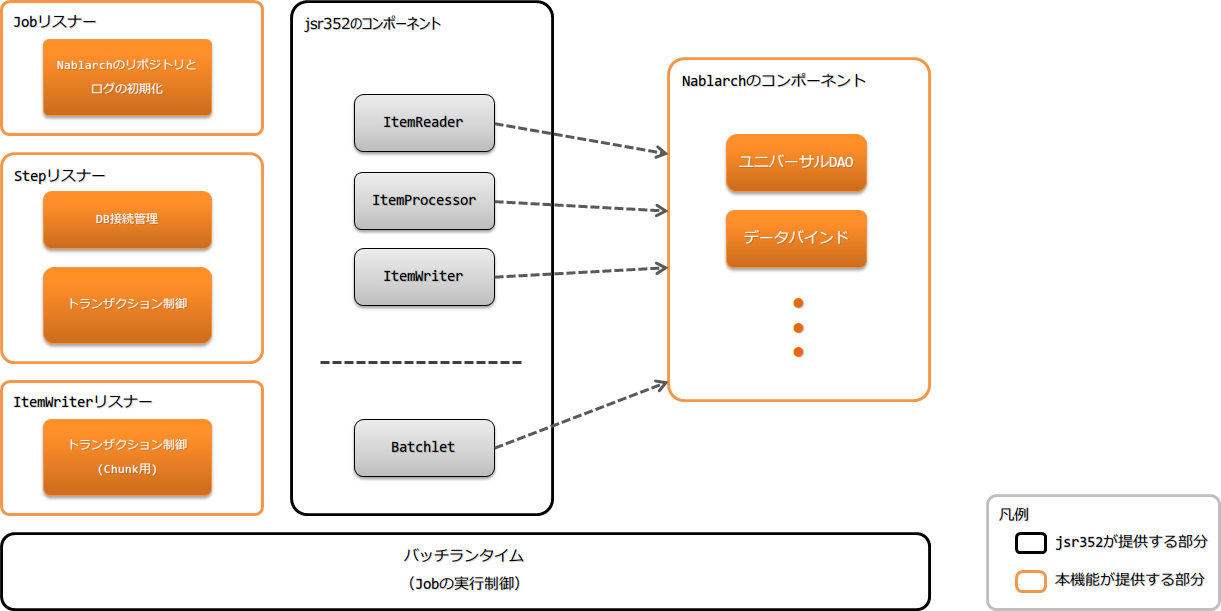 Jobリスナー
Nablarchのリポジトリと
ログの初期化
Stepリスナー
DB接続管理
トランザクション制御
ItemWriterリスナー
トランザクション制御
(Chunk用)
jsr352のコンポーネント
ItemReader
ItemProcessor
ItemWriter
Batchlet
Nablarchのコンポーネント
ユニバーサルDAO
データバインド
バッチランタイム
（Jobの実行制御）
凡例
jsr352が提供する部分
本機能が提供する部分